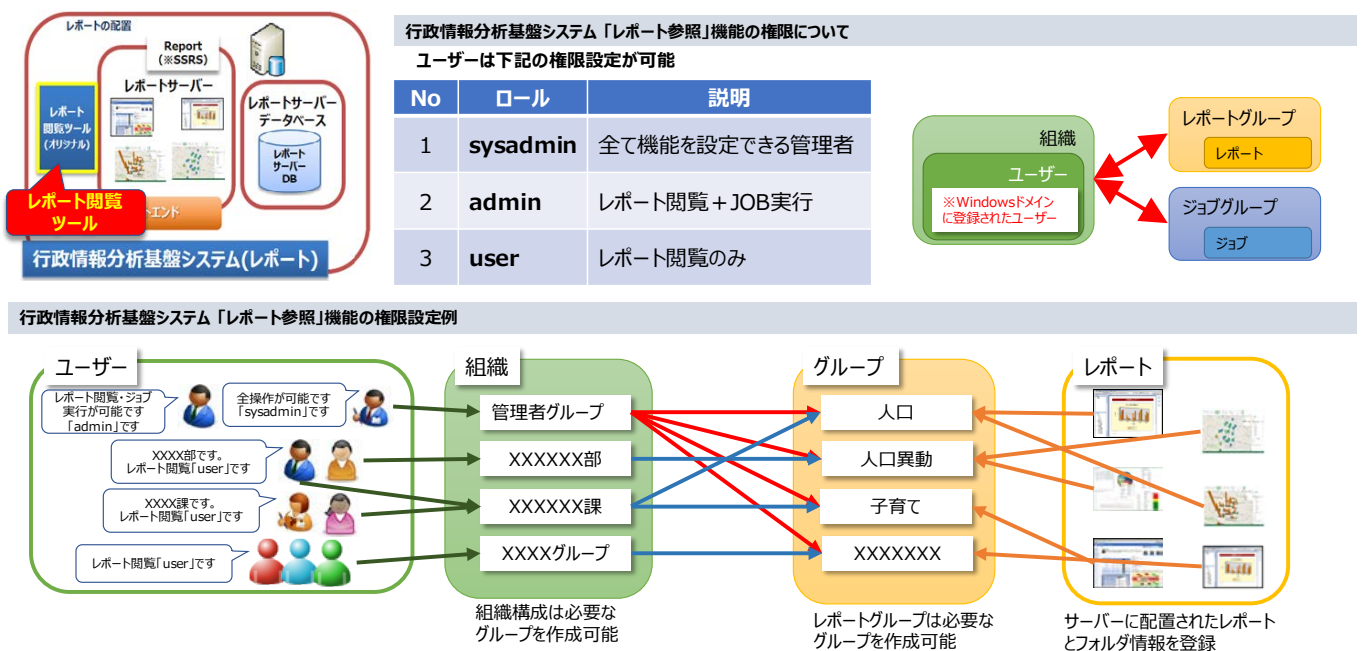 レポートの配置
Report
(※SSRS)
レポートサーバー
レポート
閲覧ツール
(オリジナル)
レポートサーバー
データベース
レポート
サーバー
DB
レポート閲覧
ツール
エンド
行政情報分析基盤システム(レポート)
行政情報分析基盤システム「レポート参照」機能の権限について
ユーザーは下記の権限設定が可能
No ロール 説明
1 sysadmin 全て機能を設定できる管理者
2 admin レポート閲覧+JOB実行
3 user レポート閲覧のみ
組織
ユーザー
※Windowsドメイン
に登録されたユーザー
レポートグループ
レポート
ジョブグループ
ジョブ
行政情報分析基盤システム「レポート参照」機能の権限設定例
ユーザー
レポート閲覧・ジョブ
実行が可能です
「admin」です
全操作が可能です
「sysadmin」です
XXXX部です。
レポート閲覧「user」です
XXXX課です。
レポート閲覧「user」です
レポート閲覧「user」です
組織
管理者グループ
XXXXXX部
XXXXXX課
XXXXグループ
組織構成は必要な
グループを作成可能
グループ
人口
人口異動
子育て
XXXXXXX
レポートグループは必要な
グループを作成可能
レポート
サーバーに配置されたレポート
とフォルダ情報を登録